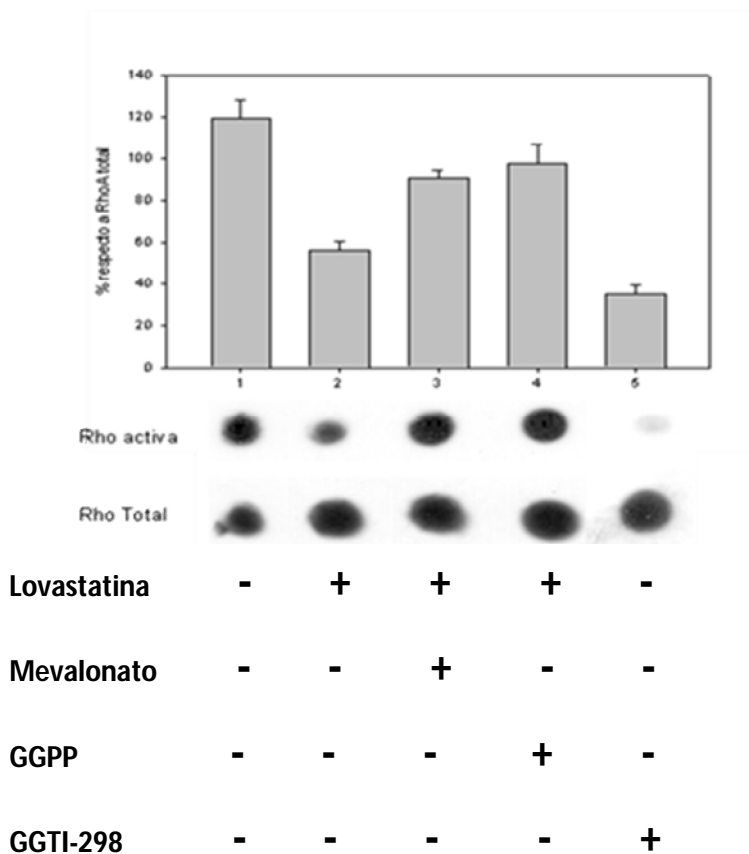 140
120
100
80
60
40
20
0
% respecto a RhoA total
1 2 3 4 5
Rho activa
Rho Total
Lovastatina - + + + -
Mevalonato - - + - -
GGPP - - - + -
GGTI-298 - - - - +